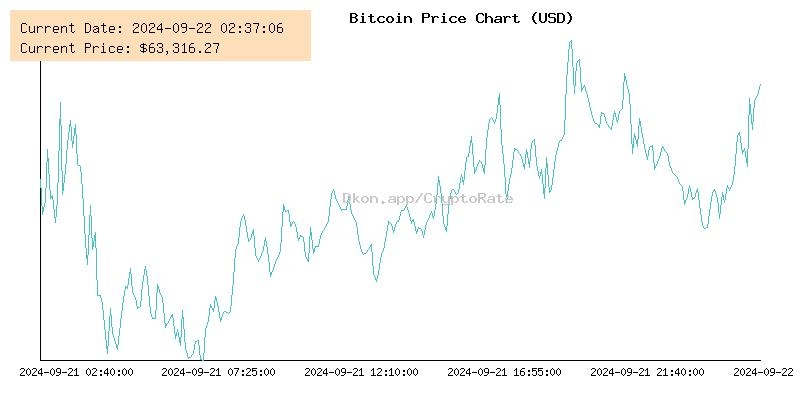 Bitcoin Price Chart (USD)
Current Date: 2024-09-22 02:37:06
Current Price: $63,316.27
Dkon.app/CryptoRate
2024-09-21 02:40:00 2024-09-21 07:25:00 2024-09-21 12:10:00 2024-09-21 16:55:00 2024-09-21 21:40:00 2024-09-22